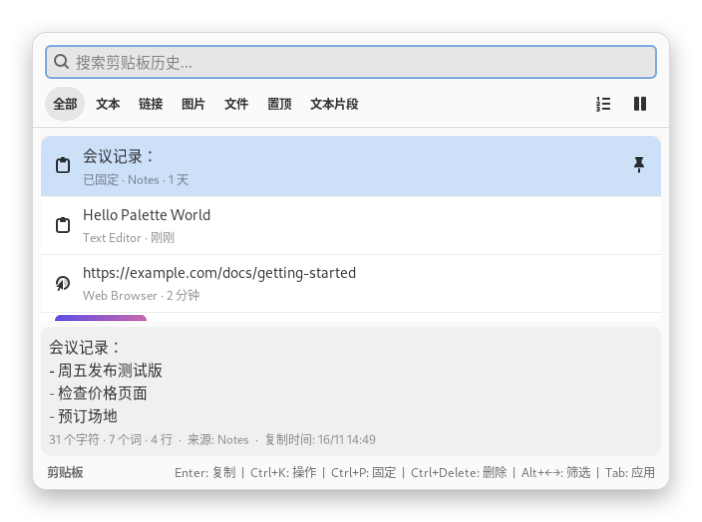 搜索剪贴板历史...
全部 文本 链接 图片 文件 置顶 文本片段
会议记录：
已固定 · Notes · 1 天
Hello Palette World
Text Editor · 刚刚
https://example.com/docs/getting-started
Web Browser · 2 分钟
会议记录：
- 周五发布测试版
- 检查价格页面
- 预订场地
31 个字符 · 7 个词 · 4 行 · 来源: Notes · 复制时间: 16/11 14:49
剪贴板 Enter: 复制 | Ctrl+K: 操作 | Ctrl+P: 固定 | Ctrl+Delete: 删除 | Alt+←→: 筛选 | Tab: 应用